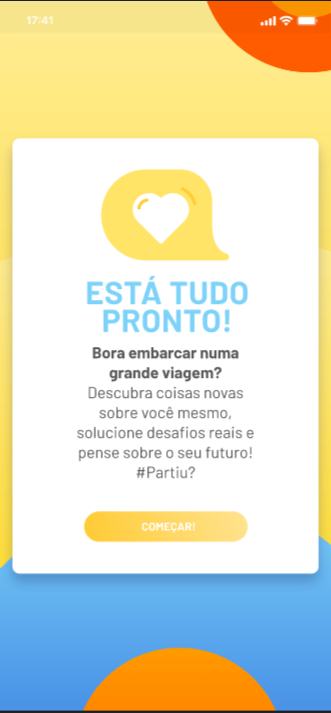 17:41
ESTÁ TUDO
PRONTO!
Bora embarcar numa
grande viagem?
Descubra coisas novas
sobre você mesmo,
solucione desafios reais e
pense sobre o seu futuro!
#Partiu?
COMEÇAR!